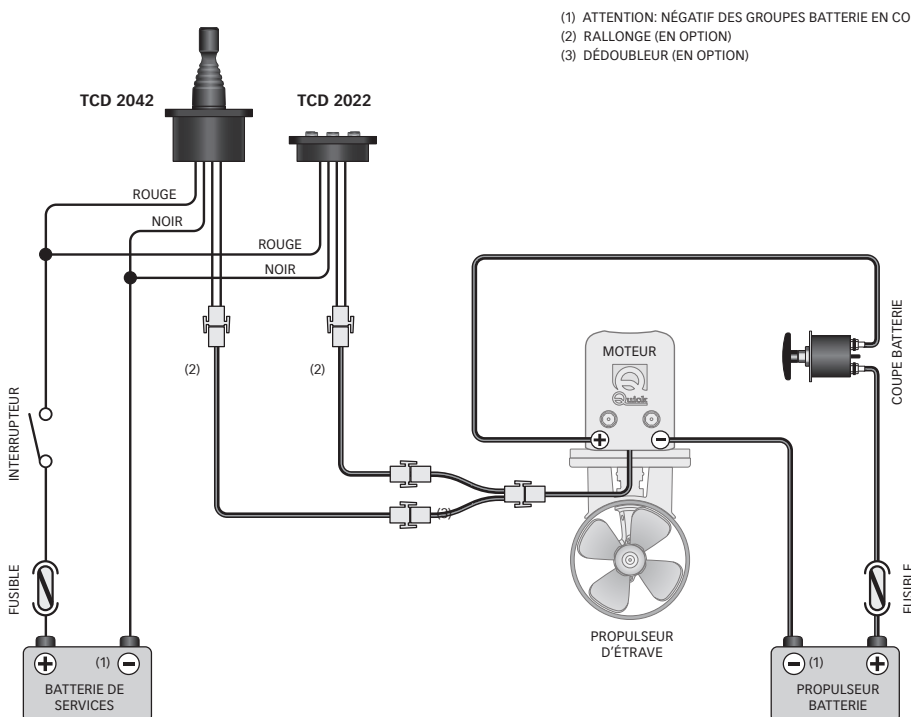 (1) ATTENTION: NÉGATIF DES GROUPES BATTERIE EN CO
(2) RALLONGE (EN OPTION)
(3) DÉDOUBLEUR (EN OPTION)
TCD 2042
TCD 2022
ROUGE
NOIR
ROUGE
NOIR
(2)
(2)
(3)
INTERRUPTEUR
FUSIBLE
MOTEUR
Quick
+
−
COUPE BATTERIE
FUSIBLE
PROPULSEUR
D'ÉTRAVE
+
(1)
−
BATTERIE DE
SERVICES
−
(1)
+
PROPULSEUR
BATTERIE